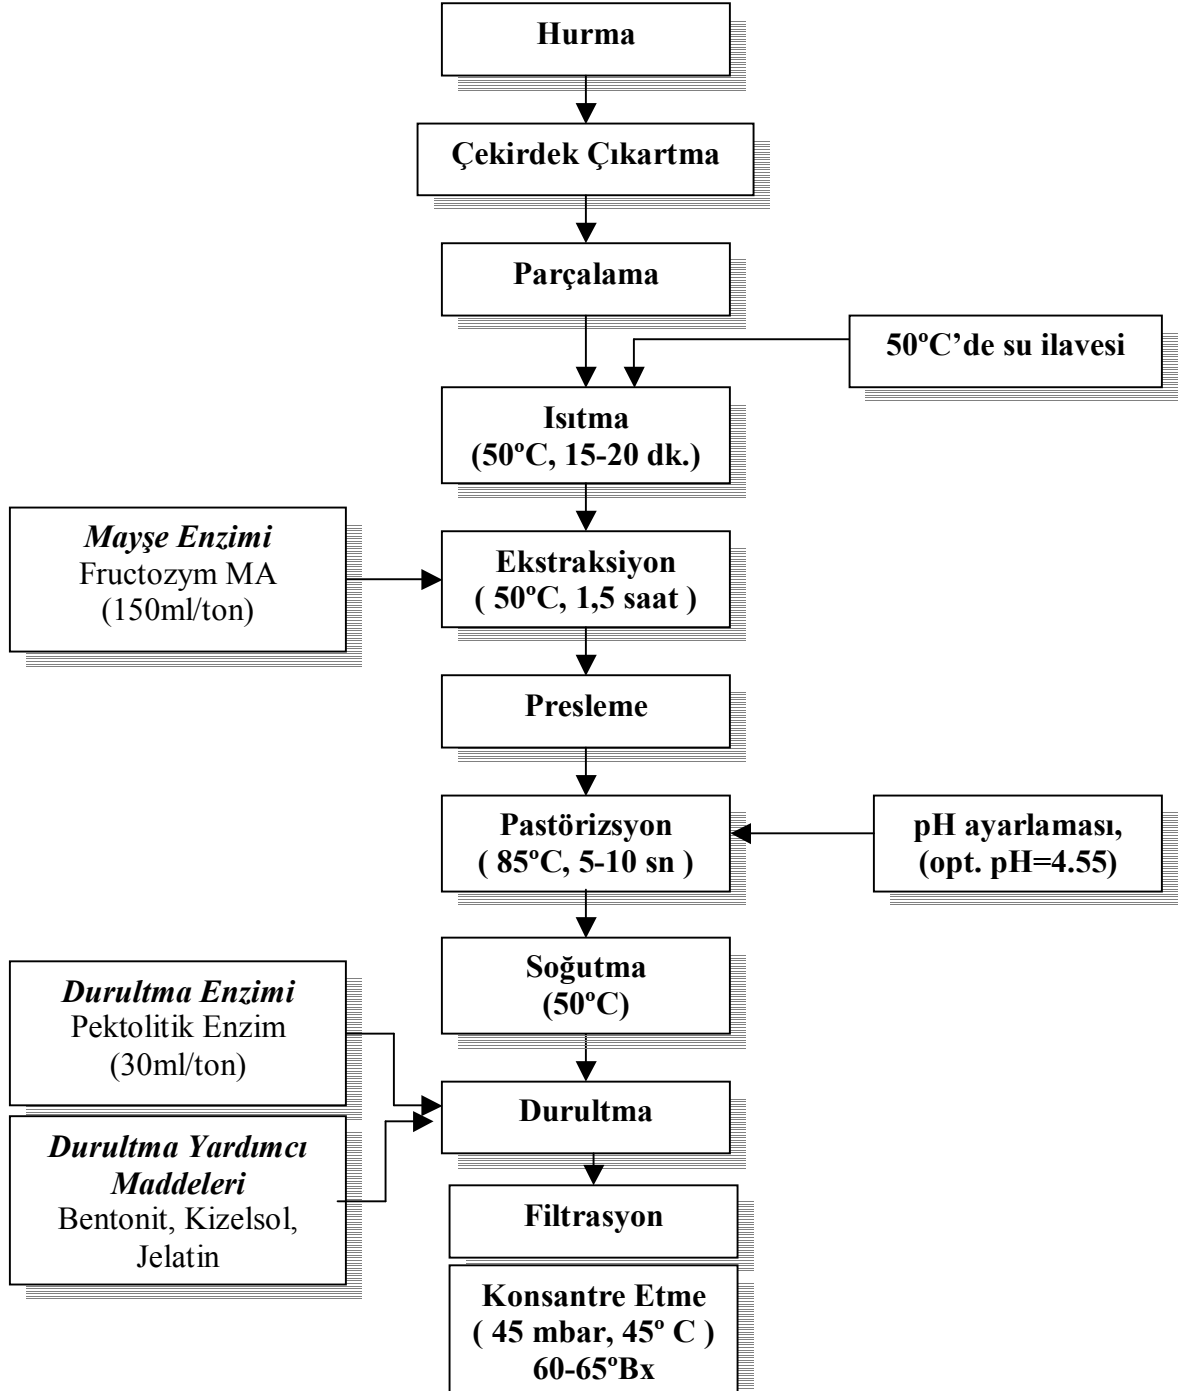 Hurma
Çekirdek Çıkartma
Parçalama
50ºC’de su ilavesi
Isıtma
(50ºC, 15-20 dk.)
Mayşe Enzimi
Fructozym MA
(150ml/ton)
Ekstraksiyon
( 50ºC, 1,5 saat )
Presleme
Pastörizsyon
( 85ºC, 5-10 sn )
pH ayarlaması,
(opt. pH=4.55)
Soğutma
(50ºC)
Durultma Enzimi
Pektolitik Enzim
(30ml/ton)
Durultma
Durultma Yardımcı
Maddeleri
Bentonit, Kizelsol,
Jelatin
Filtrasyon
Konsantre Etme
( 45 mbar, 45º C )
60-65ºBx